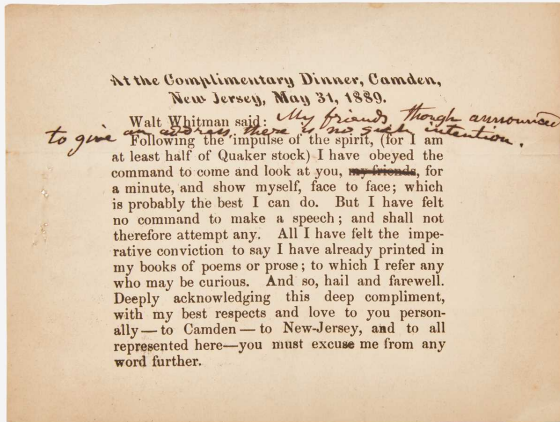 At the Complimentary Dinner, Camden,
New Jersey, May 31, 1889.
Walt Whitman said: My friends, though announced
to give an address, there is no such intention.
Following the impulse of the spirit, (for I am
at least half of Quaker stock) I have obeyed the
command to come and look at you, my friends, for
a minute, and show myself, face to face; which
is probably the best I can do. But I have felt
no command to make a speech; and shall not
therefore attempt any. All I have felt the impe-
rative conviction to say I have already printed in
my books of poems or prose; to which I refer any
who may be curious. And so, hail and farewell.
Deeply acknowledging this deep compliment,
with my best respects and love to you person-
ally—to Camden—to New-Jersey, and to all
represented here—you must excuse me from any
word further.